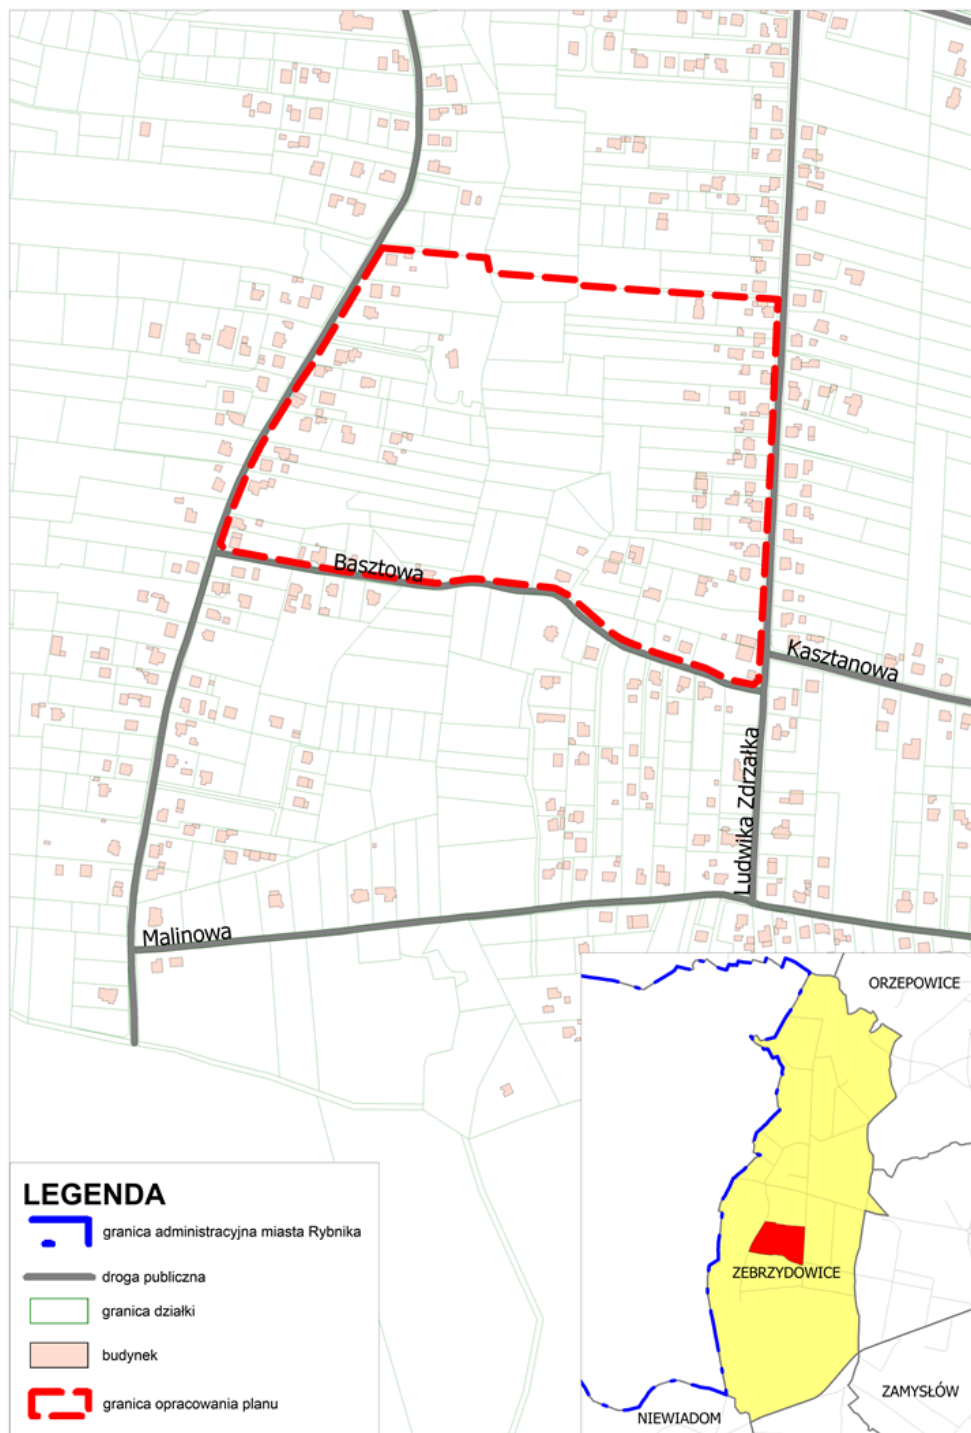 Basztowa
Kasztanowa
Ludwika Zdrzałka
Malinowa
ORZEPOWICE
ZEBRZYDOWICE
ZAMYSŁÓW
NIEWIADOM
LEGENDA
granica administracyjna miasta Rybnika
droga publiczna
granica działki
budynek
granica opracowania planu